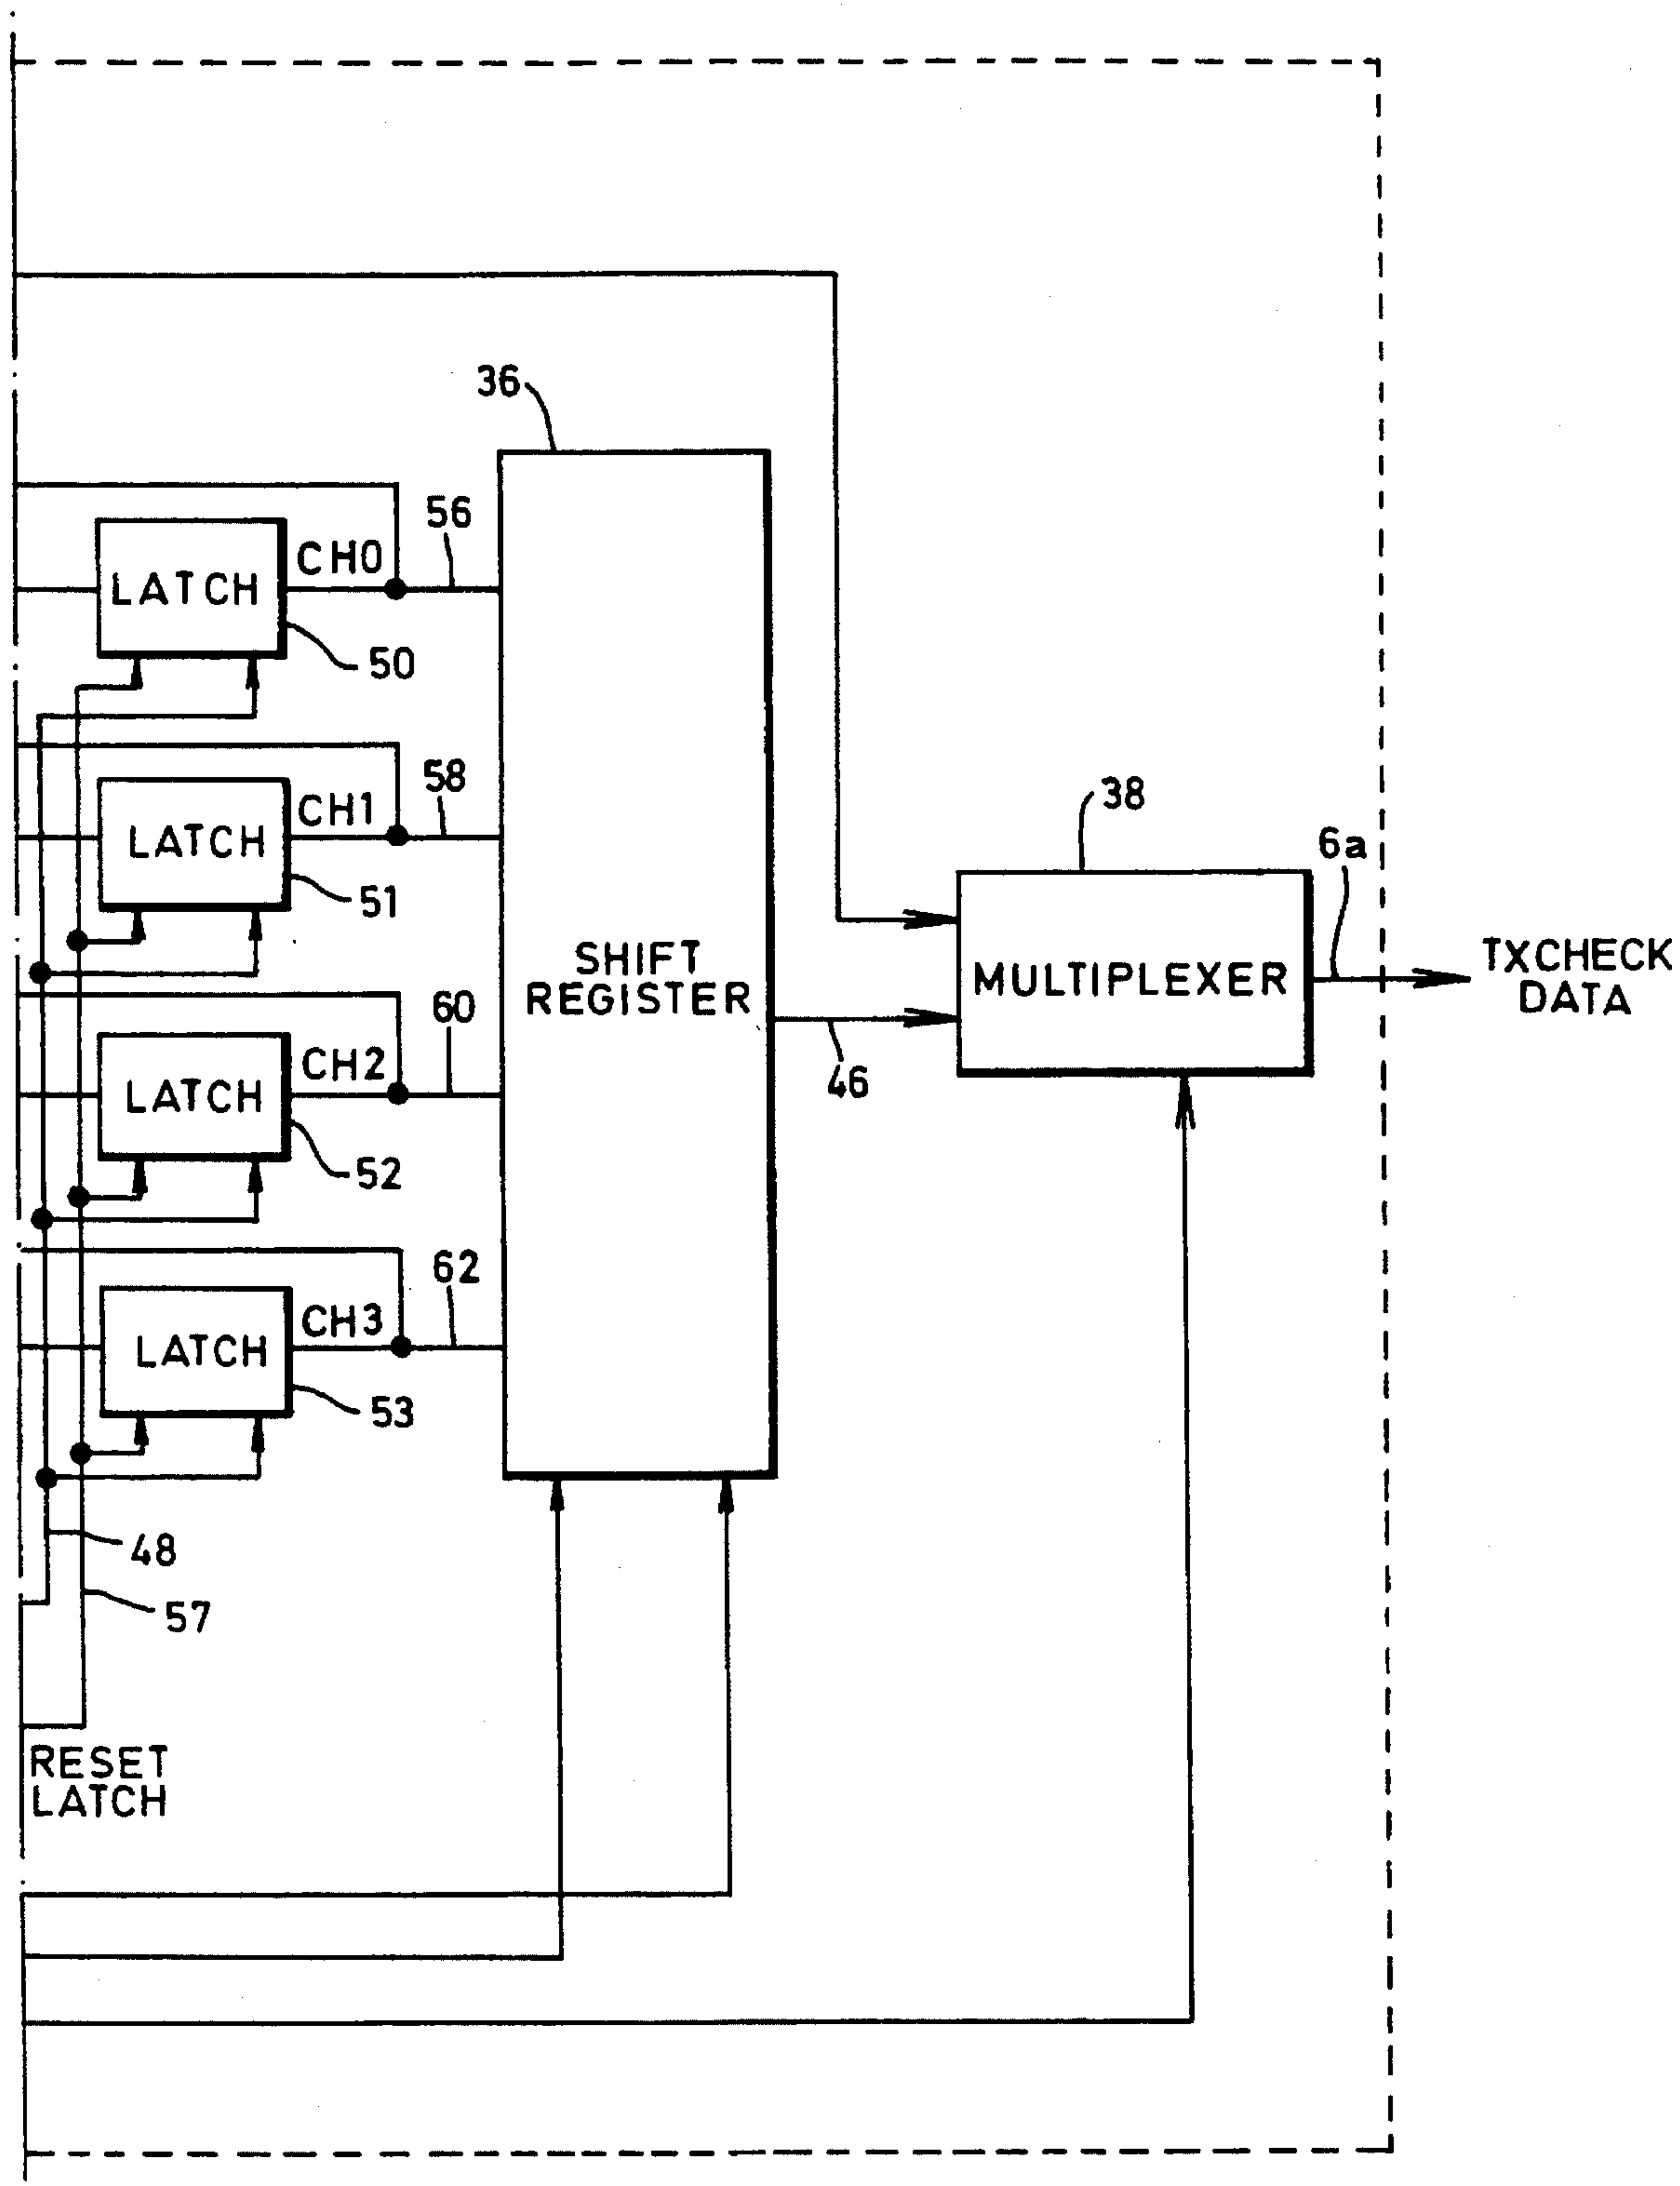 36
56
CH0
LATCH
50
58
CH1
LATCH
51
38
6a
SHIFT
REGISTER
MULTIPLEXER
TXCHECK
DATA
60
46
CH2
LATCH
52
62
CH3
LATCH
53
48
57
RESET
LATCH